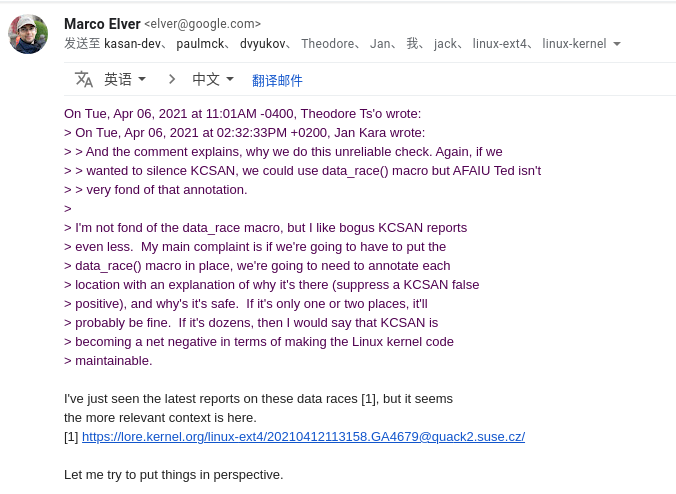 Marco Elver <elver@google.com>
发送至 kasan-dev、 paulmck、 dvyukov、 Theodore、 Jan、 我、 jack、 linux-ext4、 linux-kernel
英语 > 中文 翻译邮件
On Tue, Apr 06, 2021 at 11:01AM -0400, Theodore Ts'o wrote:
> On Tue, Apr 06, 2021 at 02:32:33PM +0200, Jan Kara wrote:
> > And the comment explains, why we do this unreliable check. Again, if we
> > wanted to silence KCSAN, we could use data_race() macro but AFAIU Ted isn't
> > very fond of that annotation.
>
> I'm not fond of the data_race macro, but I like bogus KCSAN reports
> even less.  My main complaint is if we're going to have to put the
> data_race() macro in place, we're going to need to annotate each
> location with an explanation of why it's there (suppress a KCSAN false
> positive), and why's it's safe.  If it's only one or two places, it'll
> probably be fine.  If it's dozens, then I would say that KCSAN is
> becoming a net negative in terms of making the Linux kernel code
> maintainable.
I've just seen the latest reports on these data races [1], but it seems
the more relevant context is here.
[1] https://lore.kernel.org/linux-ext4/20210412113158.GA4679@quack2.suse.cz/
Let me try to put things in perspective.